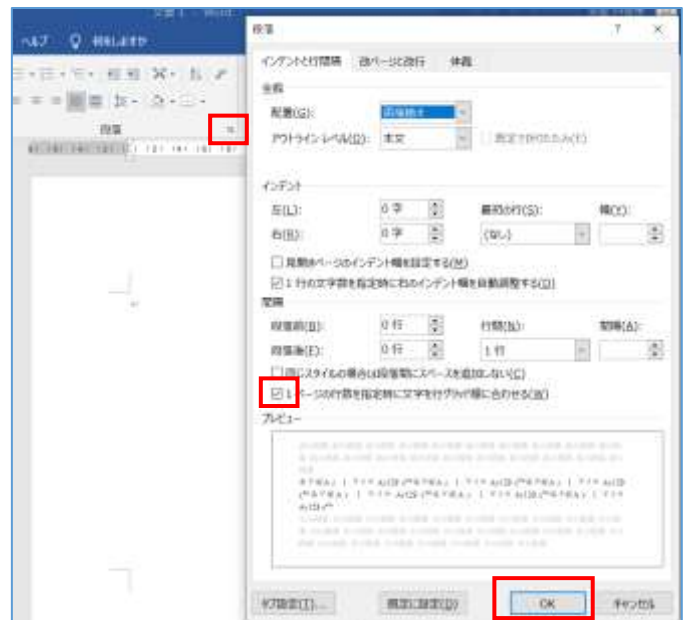 文書 1 - Word
ヘルプ 何をしますか
段落
段落 ? ×
インデントと行間隔 改ページと改行 体裁
全般
配置(G): 両端揃え
アウトライン レベル(O): 本文 既定で折りたたみ(E)
インデント
左(L): 0 字 最初の行(S): 幅(Y):
右(R): 0 字 (なし)
見開きページのインデント幅を設定する(M)
1 行の文字数を指定時に右のインデント幅を自動調整する(D)
間隔
段落前(B): 0 行 行間(N): 間隔(A):
段落後(F): 0 行 1 行
同じスタイルの場合は段落間にスペースを追加しない(C)
1 ページの行数を指定時に文字を行グリッド線に合わせる(W)
プレビュー
タブ設定(T)... 既定に設定(D) OK キャンセル